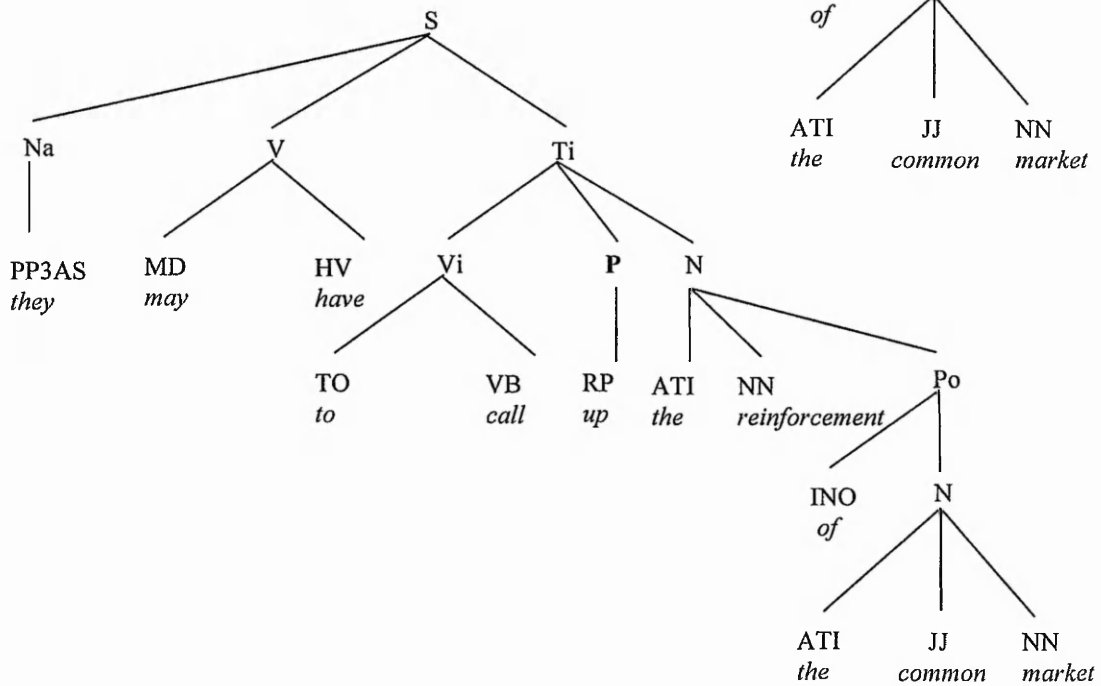 of
ATI JJ NN
the common market
S
Na V Ti
PP3AS MD HV Vi P N
they may have
TO VB RP ATI NN Po
to call up the reinforcement
INO N
of
ATI JJ NN
the common market